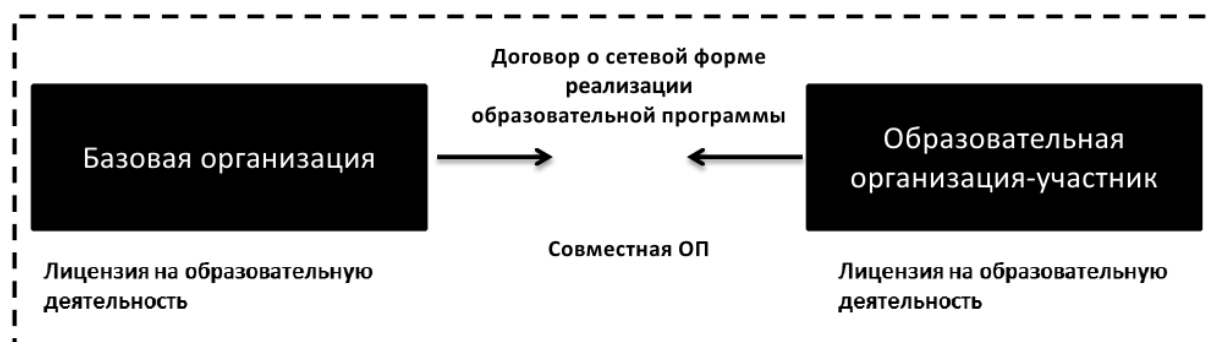 Договор о сетевой форме
реализации
образовательной программы
Базовая организация
Образовательная
организация-участник
Совместная ОП
Лицензия на образовательную
деятельность
Лицензия на образовательную
деятельность